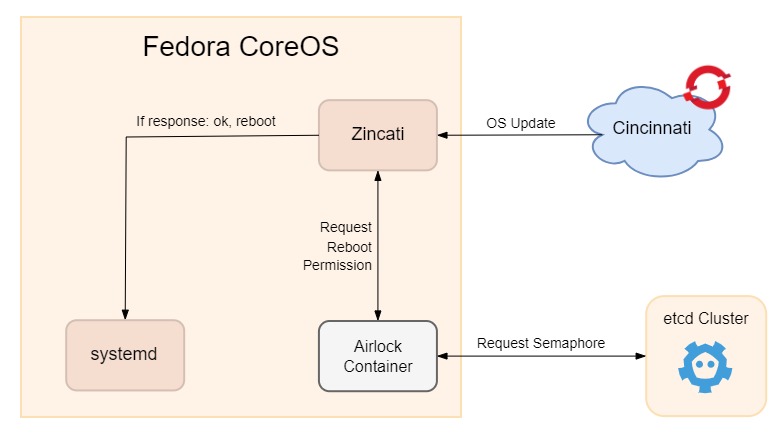 Fedora CoreOS
If response: ok, reboot
Zincati
OS Update
Cincinnati
Request
Reboot
Permission
systemd
Airlock
Container
Request Semaphore
etcd Cluster